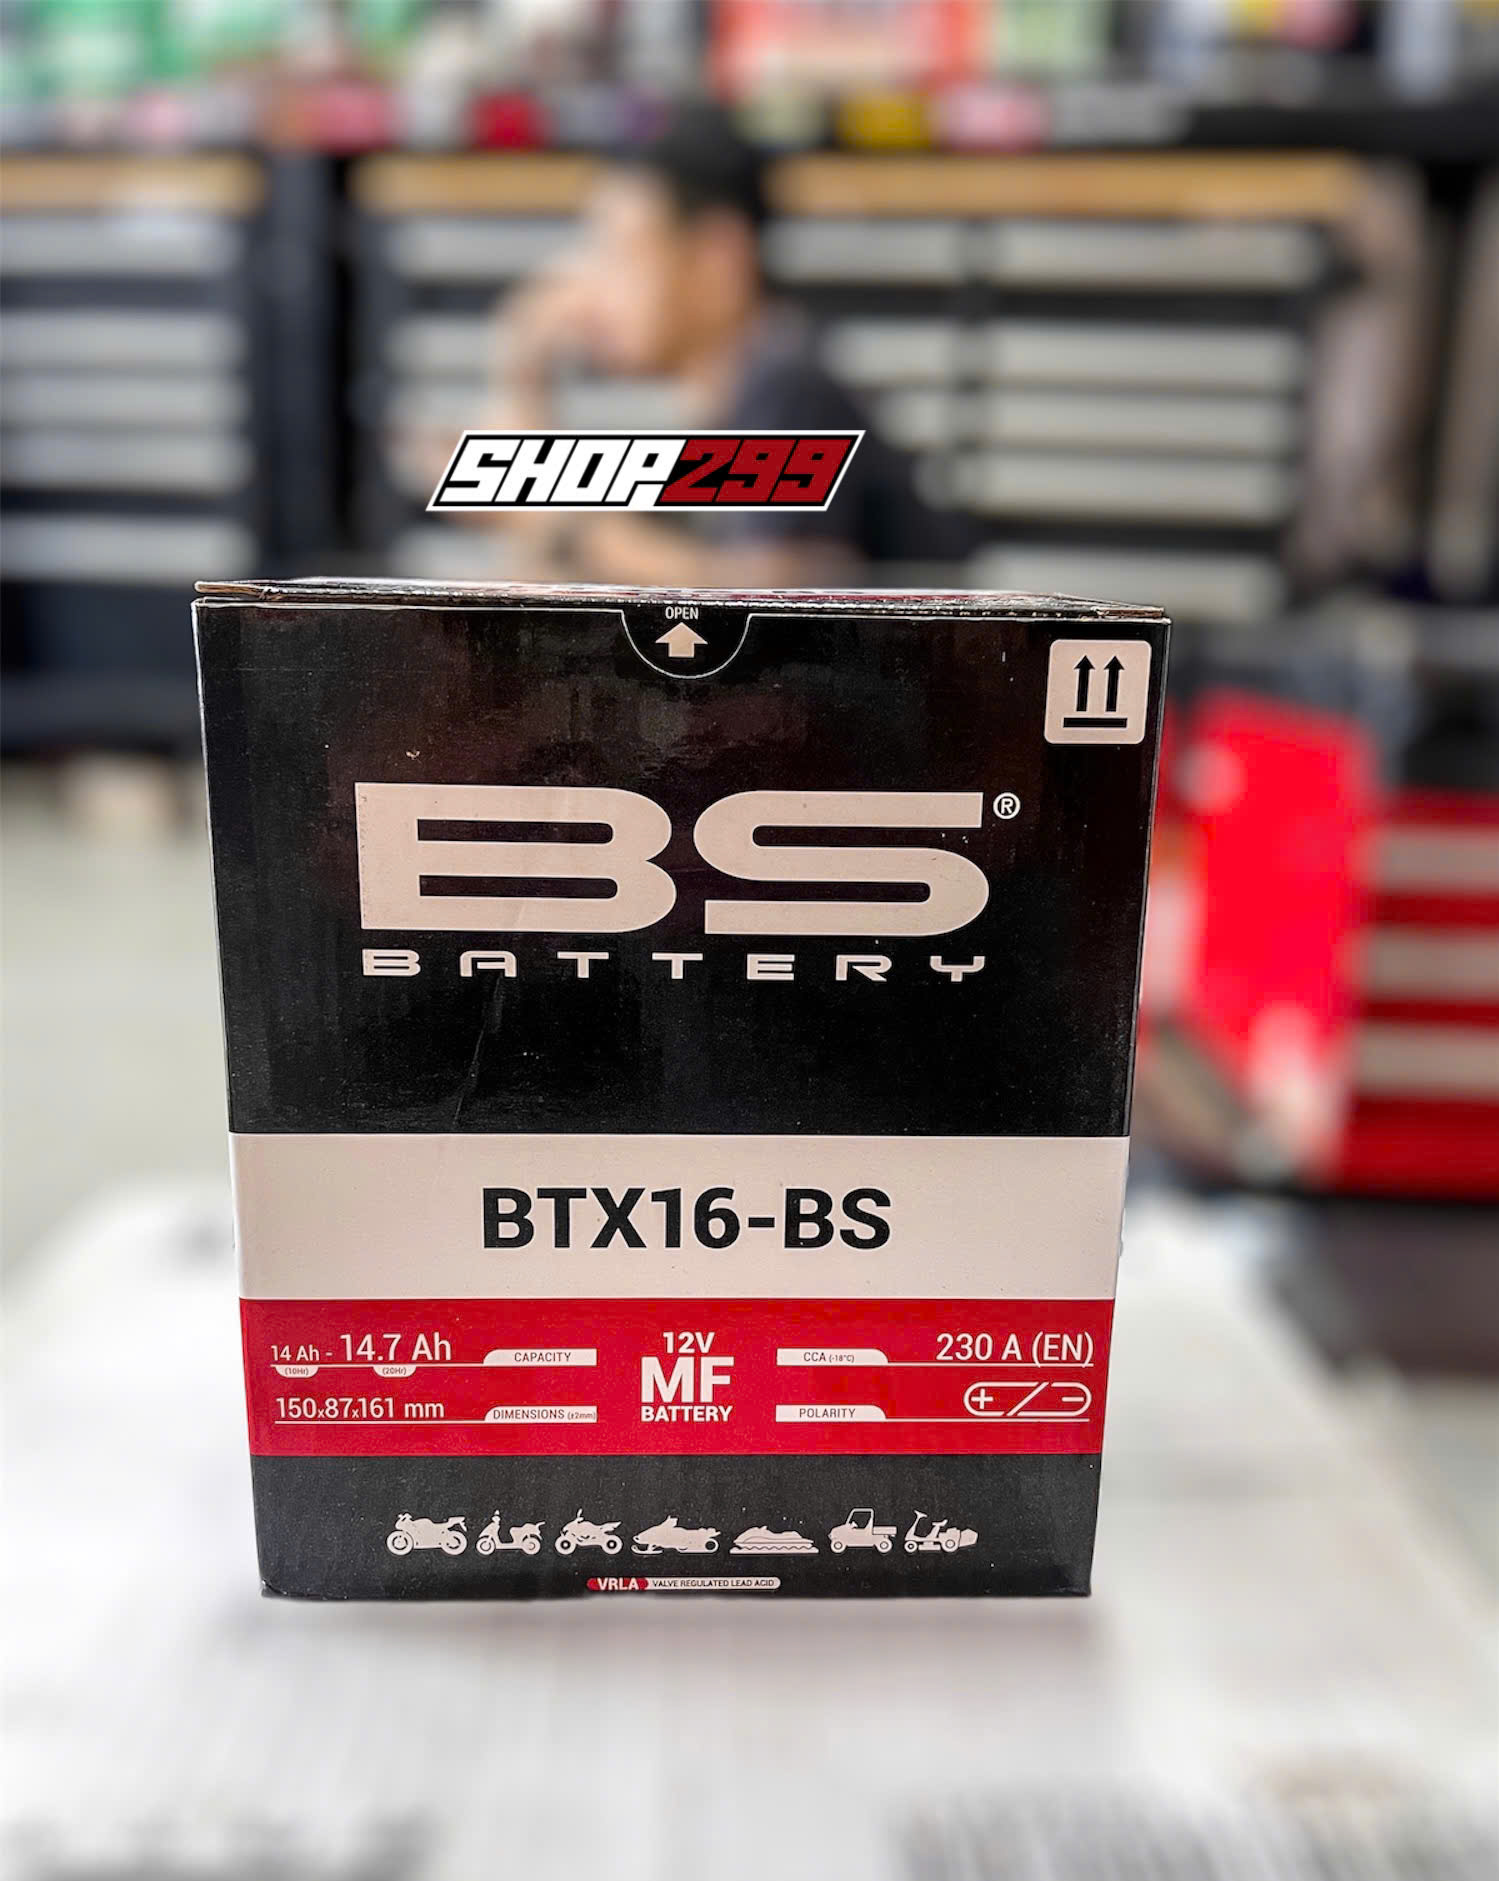 SHOP299
OPEN
BS®
BATTERY
BTX16-BS
14 Ah - 14.7 Ah
(10Hr) (20Hr)
CAPACITY
150x87x161 mm
DIMENSIONS (±2mm)
12V
MF
BATTERY
CCA (-18°C)
230 A (EN)
POLARITY
+ -
VRLA VALVE REGULATED LEAD ACID